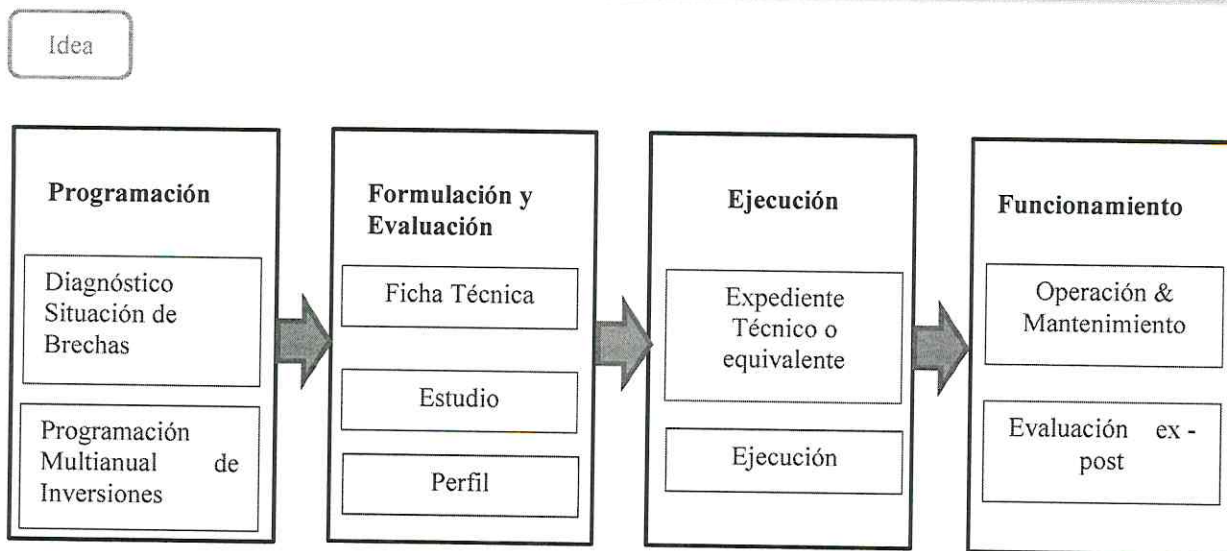 Idea
Programación
Diagnóstico
Situación de
Brechas
Programación
Multianual de
Inversiones
Formulación y
Evaluación
Ficha Técnica
Estudio
Perfil
Ejecución
Expediente
Técnico o
equivalente
Ejecución
Funcionamiento
Operación &
Mantenimiento
Evaluación ex -
post